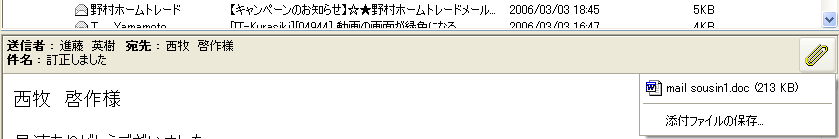 野村ホームトレード 【キャンペーンのお知らせ】☆★野村ホームトレードメール... 2006/03/03 18:45 5KB
T. Yamamoto [IT-Kurasiki][04944] 動画の画面が緑色になる 2006/03/03 16:47 4KB
送信者： 進藤 英樹 宛先： 西牧 啓作様
件名： 訂正しました
mail sousin1.doc (213 KB)
西牧 啓作様
添付ファイルの保存...